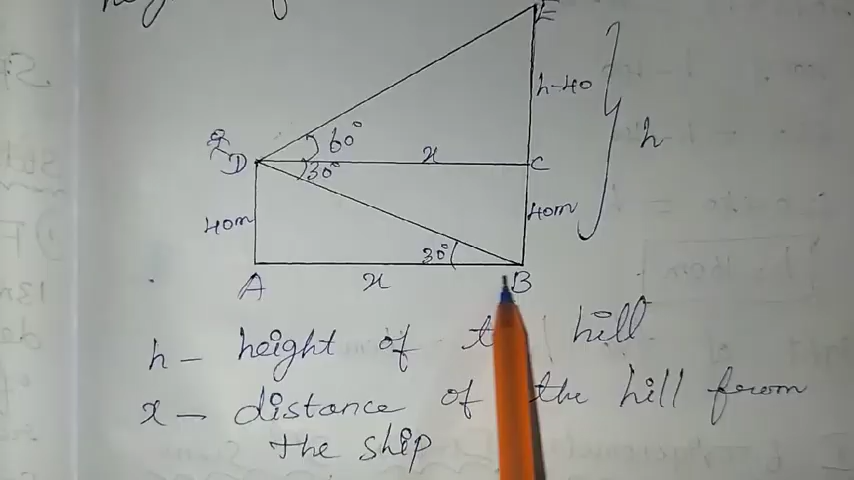 E
h-40
60°
h
D
x
C
30°
40m
40m
30°
A
x
B
h - height of hill
x - distance of the hill from
the ship